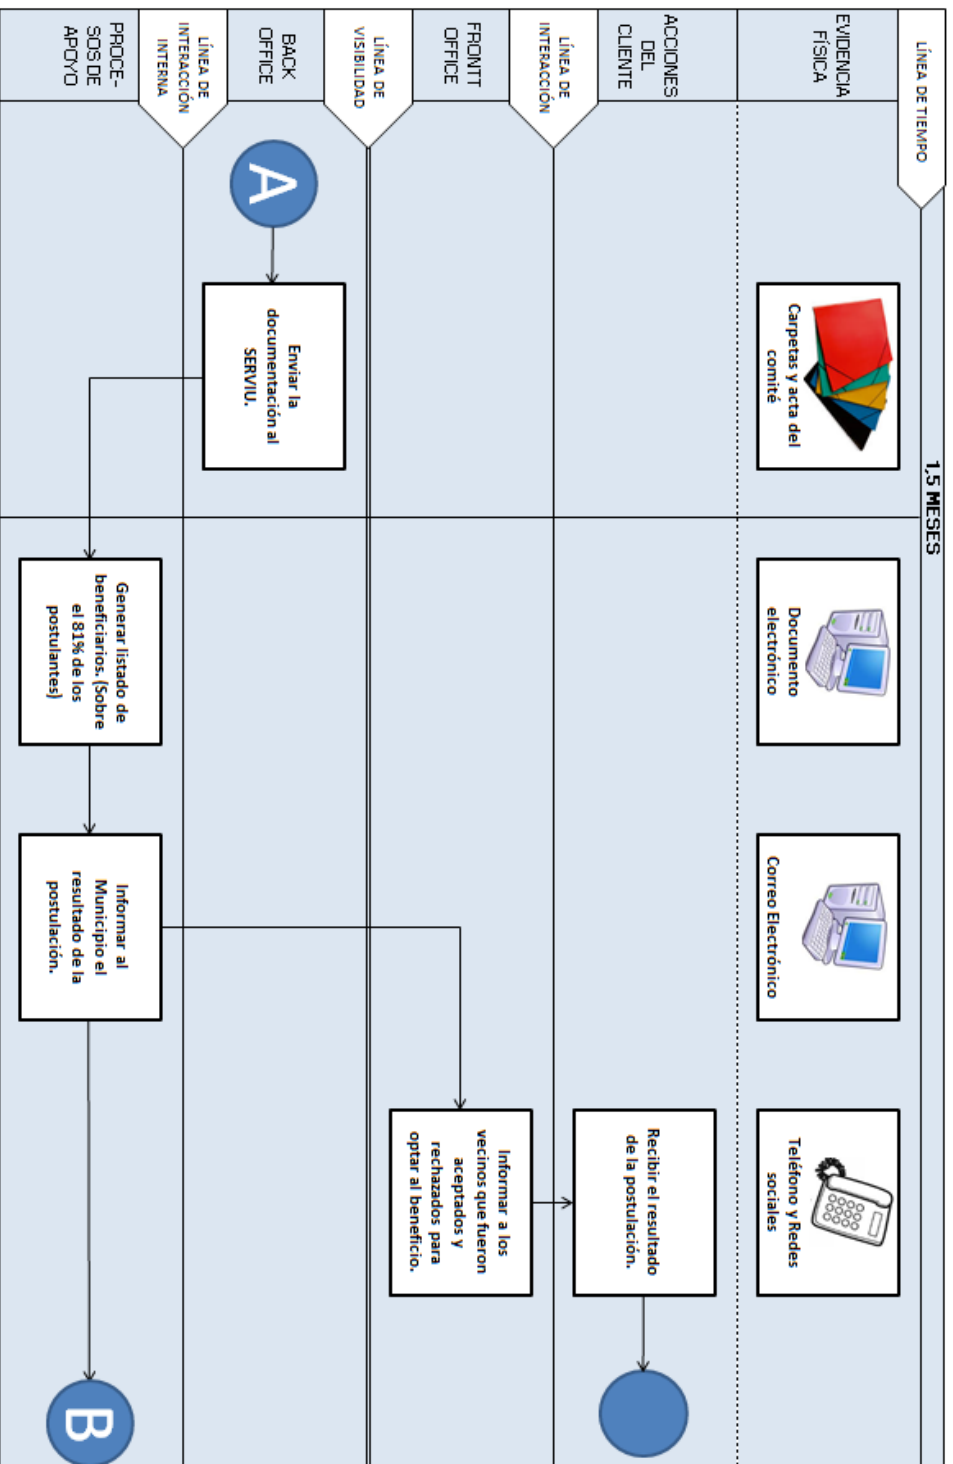 LÍNEA DE TIEMPO
1,5 MESES
EVIDENCIA
FÍSICA
Carpetas y acta del
comité
Documento
electrónico
Correo Electrónico
Teléfono y Redes
sociales
ACCIONES
DEL
CLIENTE
Recibir el resultado
de la postulación.
LÍNEA DE
INTERACCIÓN
FRONTT
OFFICE
Informar a los
vecinos que fueron
aceptados y
rechazados para
optar al beneficio.
LÍNEA DE
VISIBILIDAD
BACK
OFFICE
A
Enviar la
documentación al
SERVIU.
LÍNEA DE
INTERACCIÓN
INTERNA
PROCE-
SOS DE
APOYO
Generar listado de
beneficiarios. (Sobre
el 81% de los
postulantes)
Informar al
Municipio el
resultado de la
postulación.
B